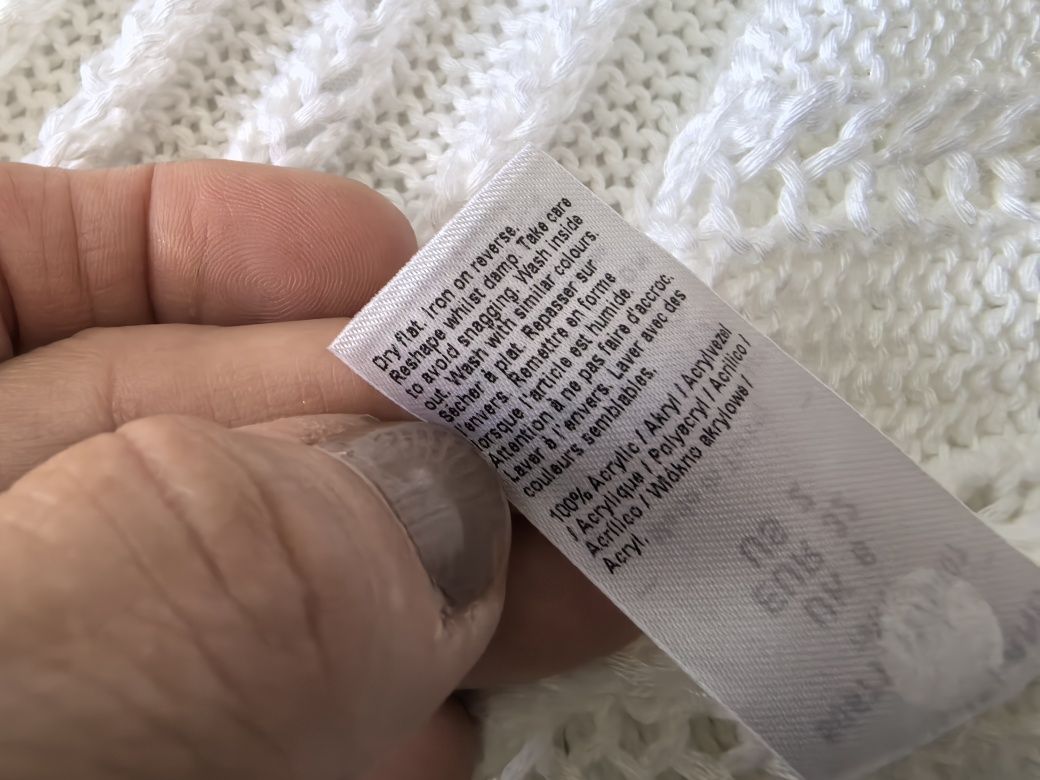 Dry flat. Iron on reverse.
Reshape whilst damp. Take care
to avoid snagging. Wash inside
out. Wash with similar colours.
Sécher à plat. Repasser sur
l'envers. Remettre en forme
lorsque l'article est humide.
Attention à ne pas faire d'accroc.
Laver à l'envers. Laver avec des
couleurs semblables.
100% Acrylic / Akryl / Acrylvezel
/ Acrylique / Polyacryl / Acrilico /
Acrílico / Włókno akrylowe /
Acryl.